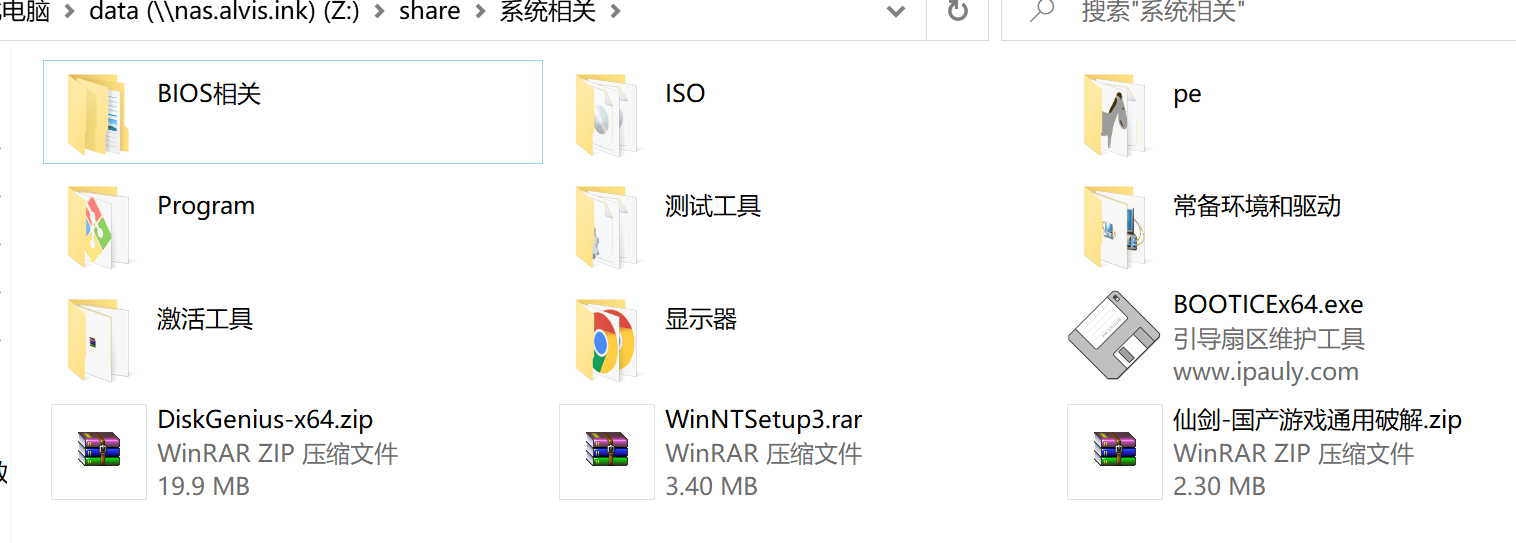 电脑 data (\\nas.alvis.ink) (Z:) share 系统相关
搜索"系统相关"
BIOS相关
ISO
pe
Program
测试工具
常备环境和驱动
激活工具
显示器
BOOTICEx64.exe
引导扇区维护工具
www.ipauly.com
DiskGenius-x64.zip
WinRAR ZIP 压缩文件
19.9 MB
WinNTSetup3.rar
WinRAR 压缩文件
3.40 MB
仙剑-国产游戏通用破解.zip
WinRAR ZIP 压缩文件
2.30 MB